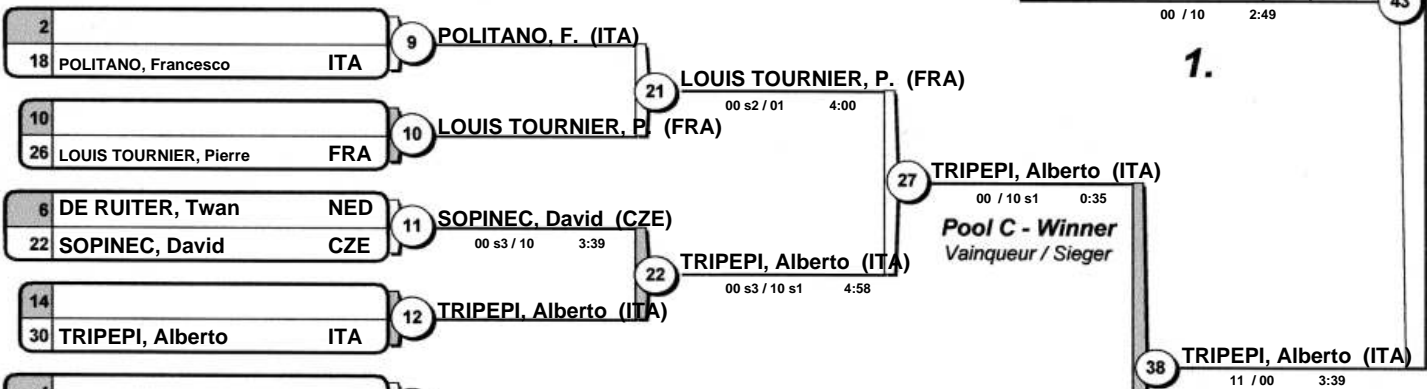 00 / 10 2:49
43
1.
2
18 POLITANO, Francesco ITA
9
POLITANO, F. (ITA)
21
LOUIS TOURNIER, P. (FRA)
00 s2 / 01 4:00
10
26 LOUIS TOURNIER, Pierre FRA
10
LOUIS TOURNIER, P. (FRA)
27
TRIPEPI, Alberto (ITA)
00 / 10 s1 0:35
Pool C - Winner
Vainqueur / Sieger
6 DE RUITER, Twan NED
22 SOPINEC, David CZE
11
SOPINEC, David (CZE)
00 s3 / 10 3:39
22
TRIPEPI, Alberto (ITA)
00 s3 / 10 s1 4:58
14
30 TRIPEPI, Alberto ITA
12
TRIPEPI, Alberto (ITA)
38
TRIPEPI, Alberto (ITA)
11 / 00 3:39